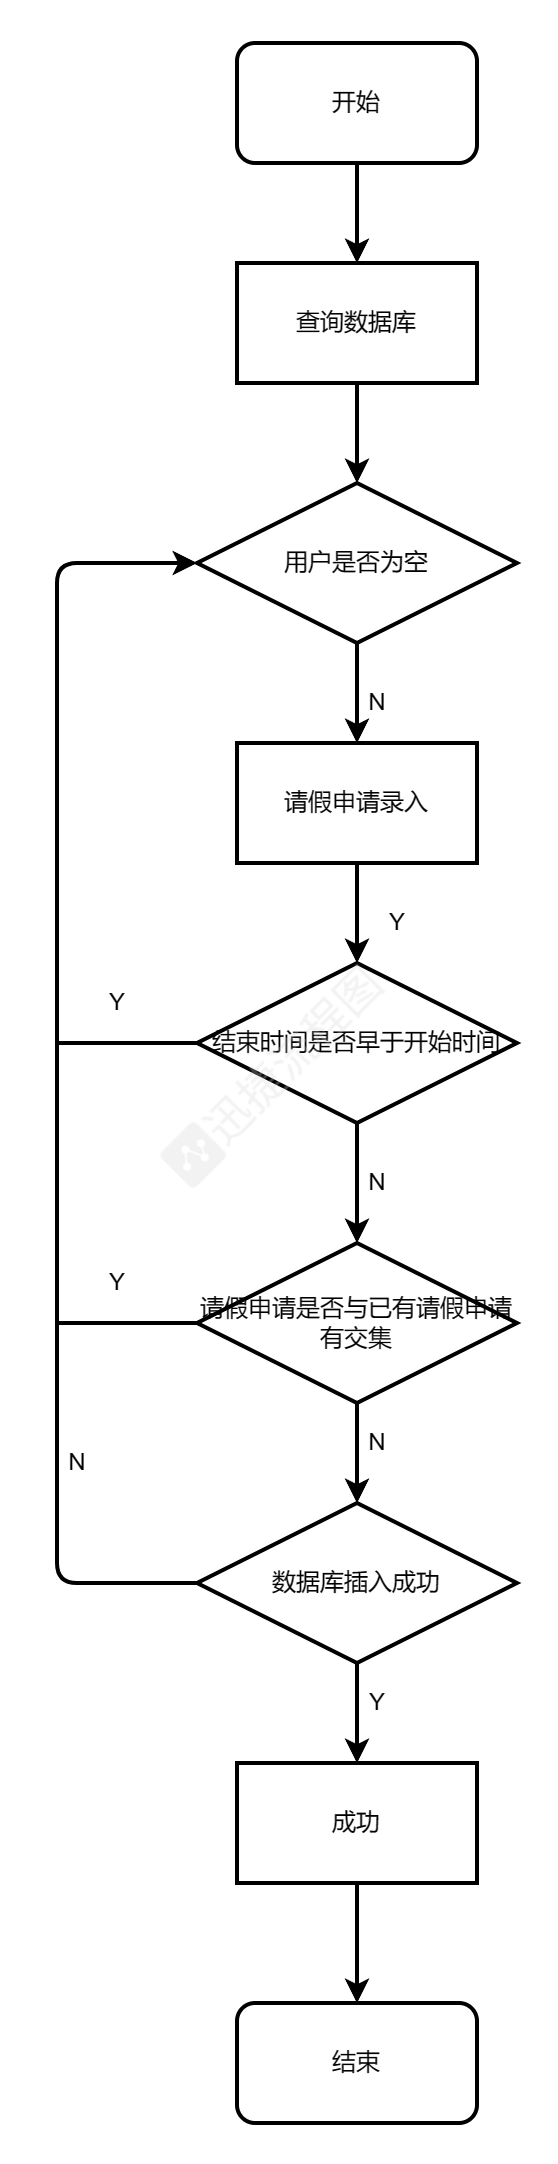 开始
查询数据库
用户是否为空
N
请假申请录入
Y
Y
结束时间是否早于开始时间
迅捷流程图
N
Y
请假申请是否与已有请假申请
有交集
N
N
数据库插入成功
Y
成功
结束